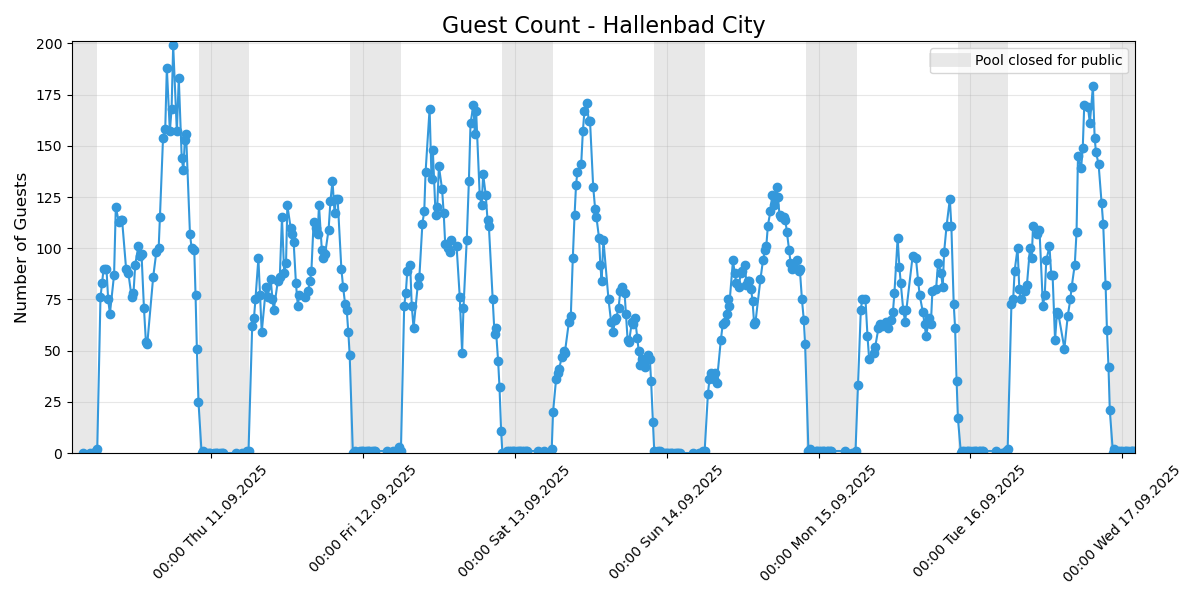 Guest Count - Hallenbad City
Pool closed for public
Number of Guests
200
175
150
125
100
75
50
25
0
00:00 Thu 11.09.2025
00:00 Fri 12.09.2025
00:00 Sat 13.09.2025
00:00 Sun 14.09.2025
00:00 Mon 15.09.2025
00:00 Tue 16.09.2025
00:00 Wed 17.09.2025